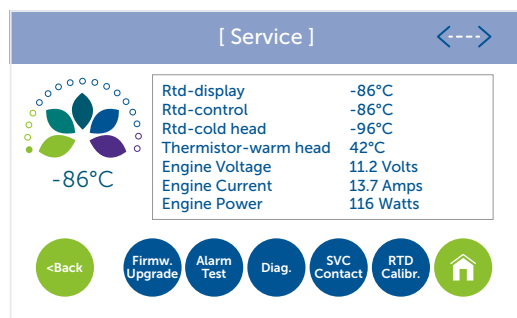 [ Service ]
Rtd-display -86°C
Rtd-control -86°C
Rtd-cold head -96°C
Thermistor-warm head 42°C
Engine Voltage 11.2 Volts
Engine Current 13.7 Amps
Engine Power 116 Watts
-86°C
<Back
Firmw.
Upgrade
Alarm
Test
Diag.
SVC
Contact
RTD
Calibr.